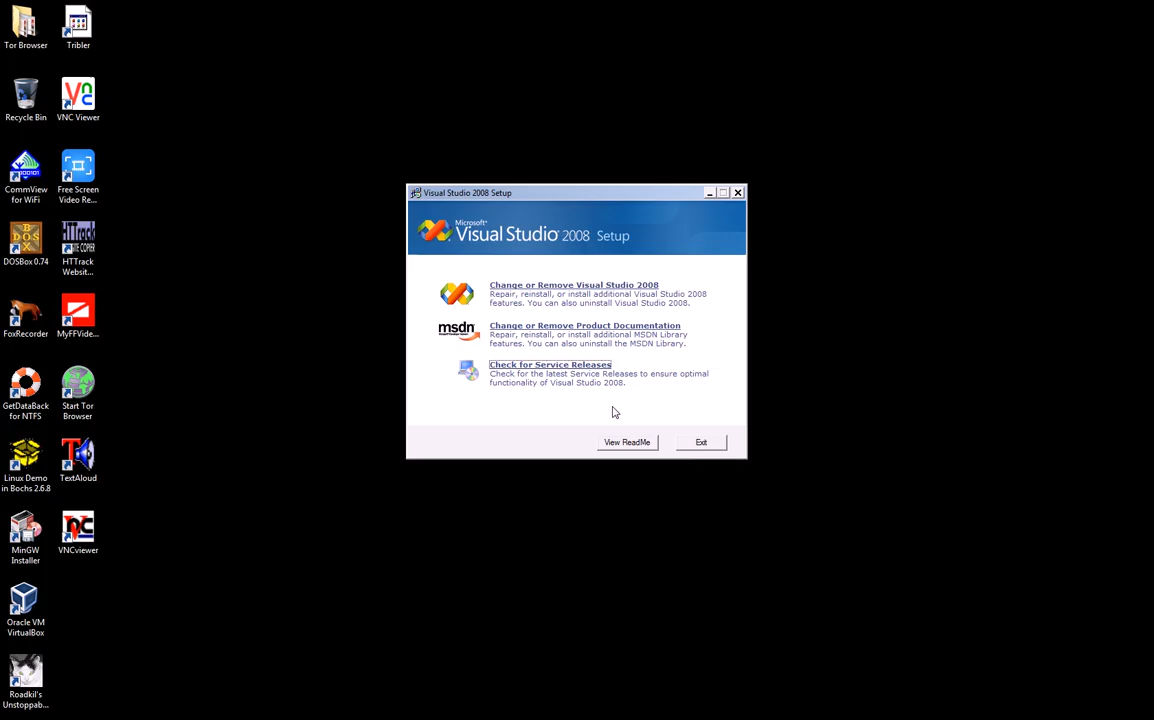 Tor Browser
Tribler
Recycle Bin
VNC Viewer
CommView
for WiFi
Free Screen
Video Re...
DOSBox 0.74
HTTrack
Websit...
FoxRecorder
MyFFVide...
GetDataBack
for NTFS
Start Tor
Browser
Linux Demo
in Bochs 2.6.8
TextAloud
MinGW
Installer
VNCviewer
Oracle VM
VirtualBox
Roadkil's
Unstoppab...
Visual Studio 2008 Setup
Microsoft®
Visual Studio 2008 Setup
Change or Remove Visual Studio 2008
Repair, reinstall, or install additional Visual Studio 2008
features. You can also uninstall Visual Studio 2008.
msdn
Change or Remove Product Documentation
Repair, reinstall, or install additional MSDN Library
features. You can also uninstall the MSDN Library.
Check for Service Releases
Check for the latest Service Releases to ensure optimal
functionality of Visual Studio 2008.
View ReadMe
Exit